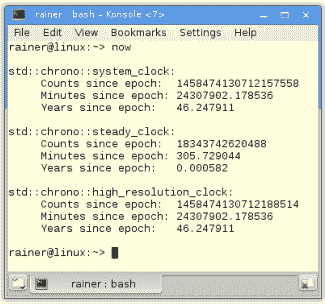 rainer bash - Konsole <7>
File Edit View Bookmarks Settings Help
rainer@linux:~> now
std::chrono::system_clock:
Counts since epoch: 1458474130712157558
Minutes since epoch: 24307902.178536
Years since epoch: 46.247911
std::chrono::steady_clock:
Counts since epoch: 18343742620488
Minutes since epoch: 305.729044
Years since epoch: 0.000582
std::chrono::high_resolution_clock:
Counts since epoch: 1458474130712188514
Minutes since epoch: 24307902.178536
Years since epoch: 46.247911
rainer@linux:~>
rainer : bash